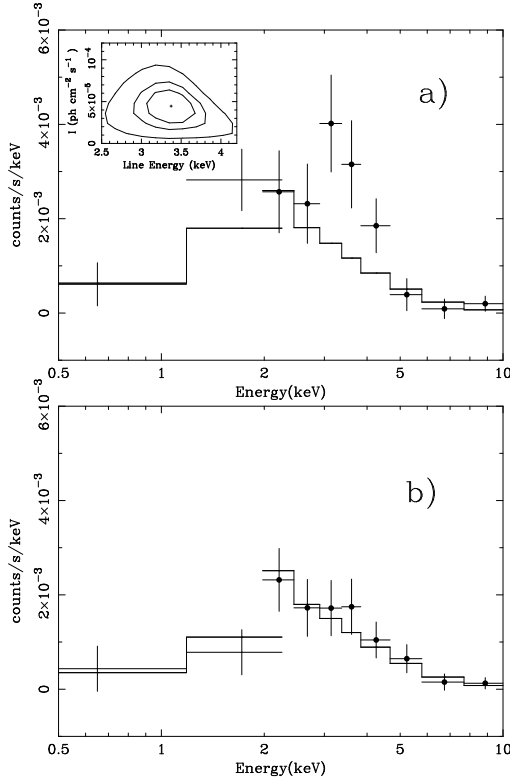 a)
counts/s/keV
0 2×10⁻³ 4×10⁻³ 6×10⁻³
I (ph cm⁻² s⁻¹)
0 5×10⁻⁵ 10⁻⁴
2.5 3 3.5 4
Line Energy (keV)
0.5 1 2 5 10
Energy(keV)
b)
counts/s/keV
0 2×10⁻³ 4×10⁻³ 6×10⁻³
0.5 1 2 5 10
Energy(keV)